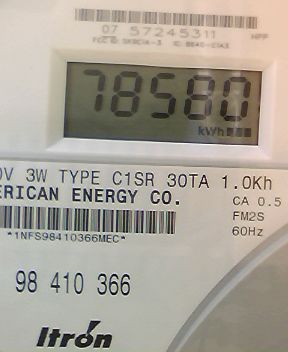 07 57245311
78580
kWh
0V 3W TYPE C1SR 30TA 1.0Kh
ERICAN ENERGY CO.
CA 0.5
FM2S
60Hz
*1NFS98410366MEC*
98 410 366
Itron